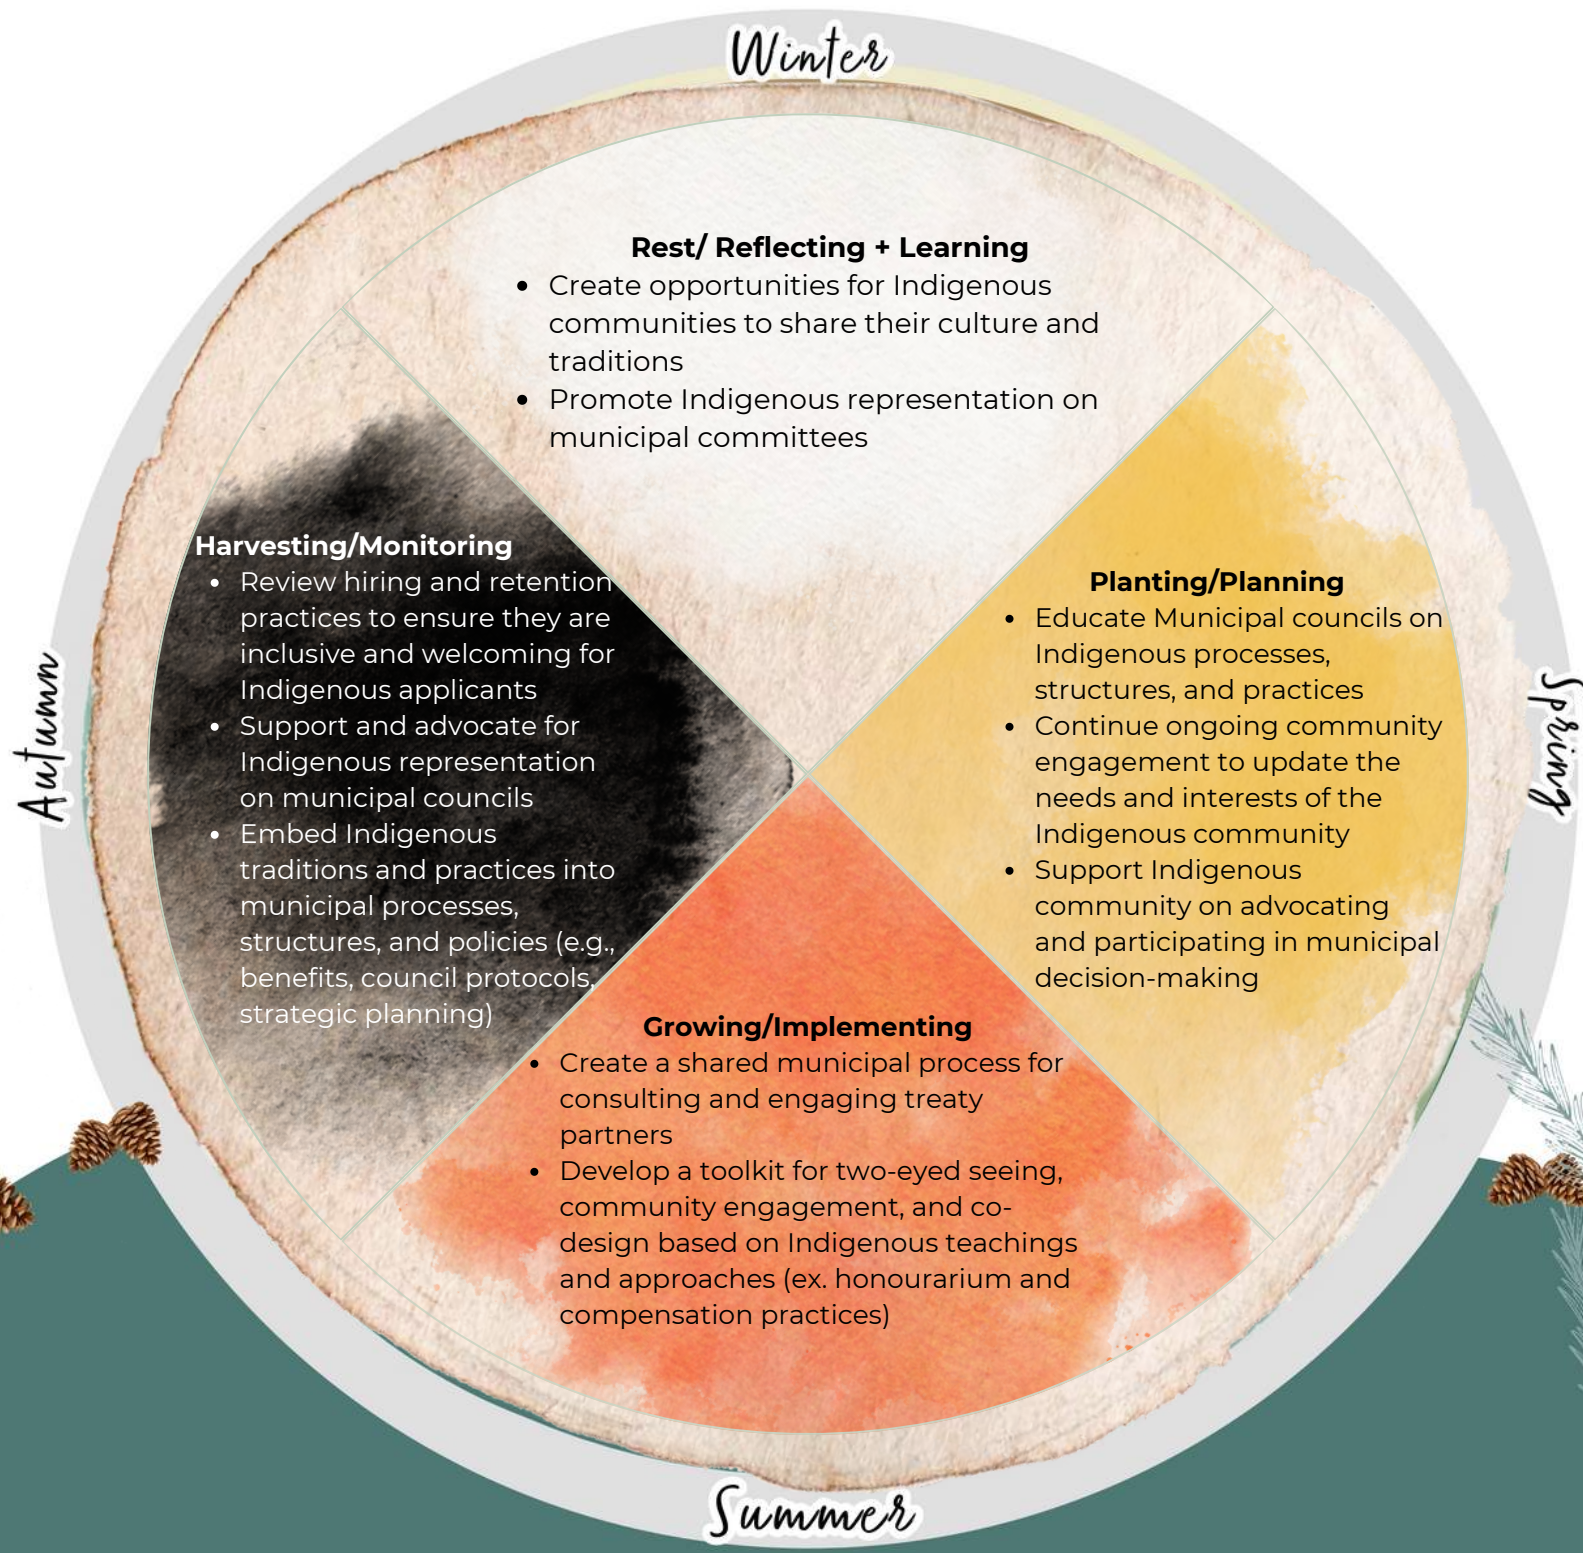 Winter
Rest/ Reflecting + Learning
• Create opportunities for Indigenous
communities to share their culture and
traditions
• Promote Indigenous representation on
municipal committees
Harvesting/Monitoring
• Review hiring and retention
practices to ensure they are
inclusive and welcoming for
Indigenous applicants
• Support and advocate for
Indigenous representation
on municipal councils
• Embed Indigenous
traditions and practices into
municipal processes,
structures, and policies (e.g.,
benefits, council protocols,
strategic planning)
Autumn
Planting/Planning
• Educate Municipal councils on
Indigenous processes,
structures, and practices
• Continue ongoing community
engagement to update the
needs and interests of the
Indigenous community
• Support Indigenous
community on advocating
and participating in municipal
decision-making
Spring
Growing/Implementing
• Create a shared municipal process for
consulting and engaging treaty
partners
• Develop a toolkit for two-eyed seeing,
community engagement, and co-
design based on Indigenous teachings
and approaches (ex. honourarium and
compensation practices)
Summer